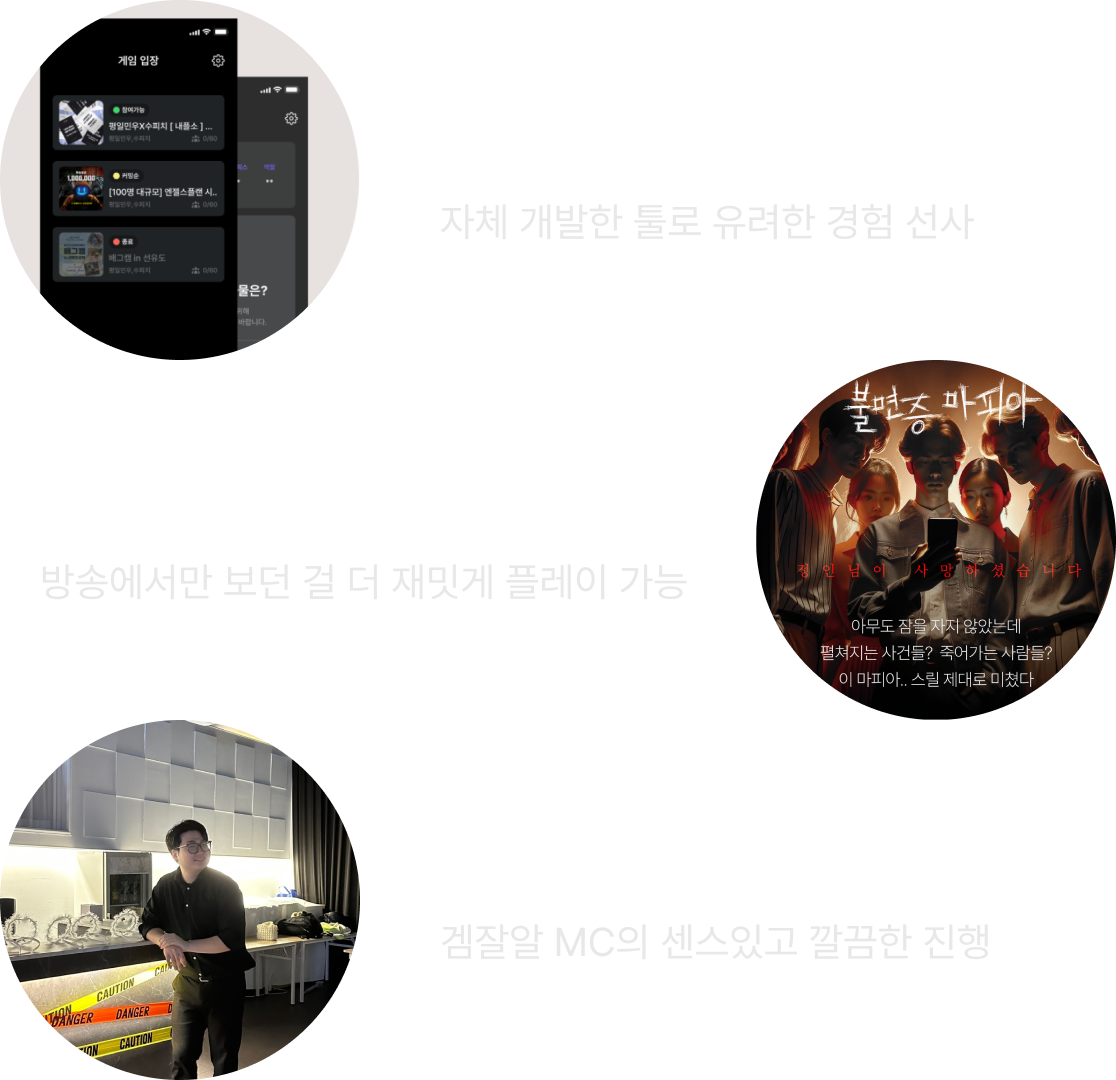 게임 입장
참여가능
평일민우X수피치 [ 내플소 ] ...
평일민우,수피치
0/60
커밍순
[100명 대규모] 엔젤스플랜 시..
평일민우,수피치
0/60
종료
배그캠 in 선유도
평일민우,수피치
0/60
물은?
위해
바랍니다.
자체 개발한 툴로 유려한 경험 선사
불면증 마피아
정인님이 사망하셨습니다
아무도 잠을 자지 않았는데
펼쳐지는 사건들? 죽어가는 사람들?
이 마피아.. 스릴 제대로 미쳤다
방송에서만 보던 걸 더 재밋게 플레이 가능
겜잘알 MC의 센스있고 깔끔한 진행
CAUTION
DANGER
DANGER
CAUTION